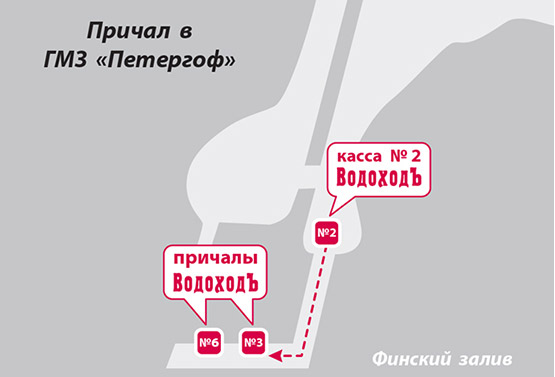 Причал в
ГМЗ «Петергоф»
касса № 2
ВодоходЪ
№2
причалы
ВодоходЪ
№6
№3
Финский залив